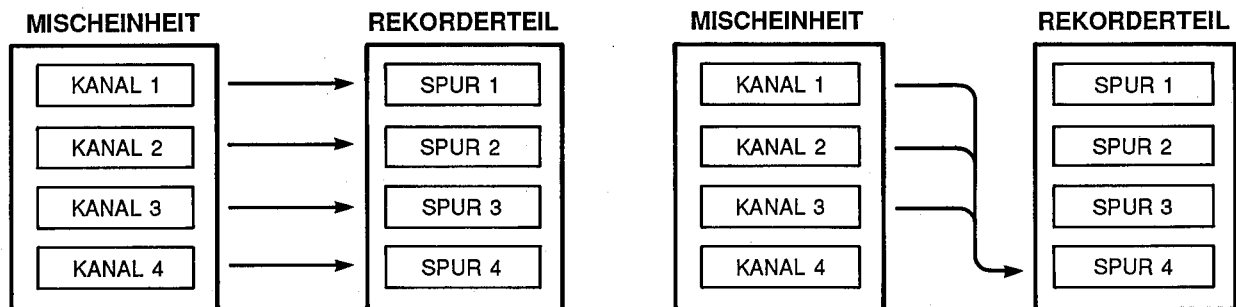 MISCHEINHEIT REKORDERTEIL
KANAL 1 SPUR 1
KANAL 2 SPUR 2
KANAL 3 SPUR 3
KANAL 4 SPUR 4
MISCHEINHEIT REKORDERTEIL
KANAL 1 SPUR 1
KANAL 2 SPUR 2
KANAL 3 SPUR 3
KANAL 4 SPUR 4